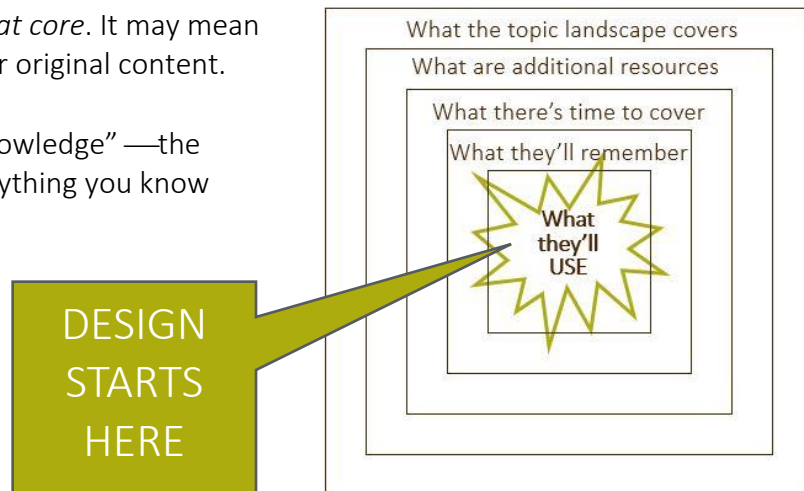 at core. It may mean
r original content.
owledge” —the
ything you know
What the topic landscape covers
What are additional resources
What there’s time to cover
What they’ll remember
What
they’ll
USE
DESIGN
STARTS
HERE